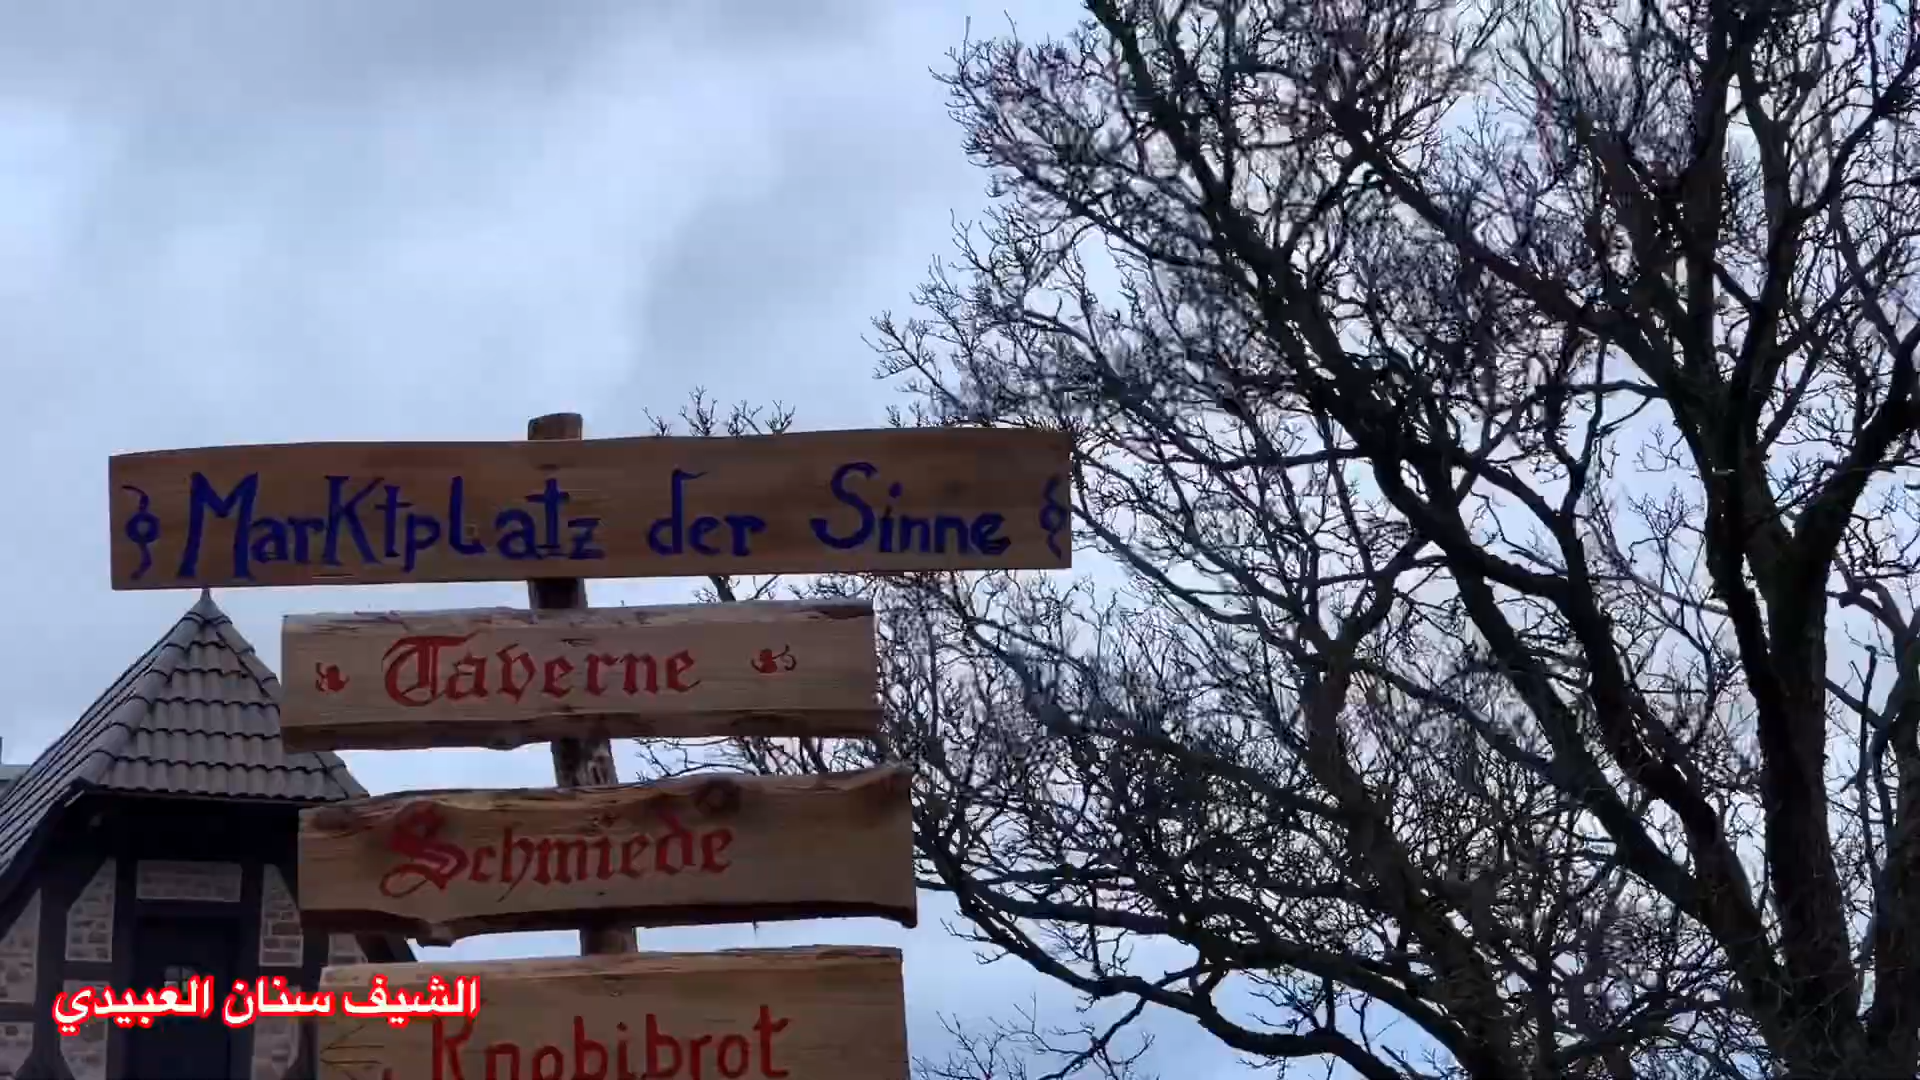 Marktplatz der Sinne
Taverne
Schmiede
Knobibrot
الشيف سنان العبيدي